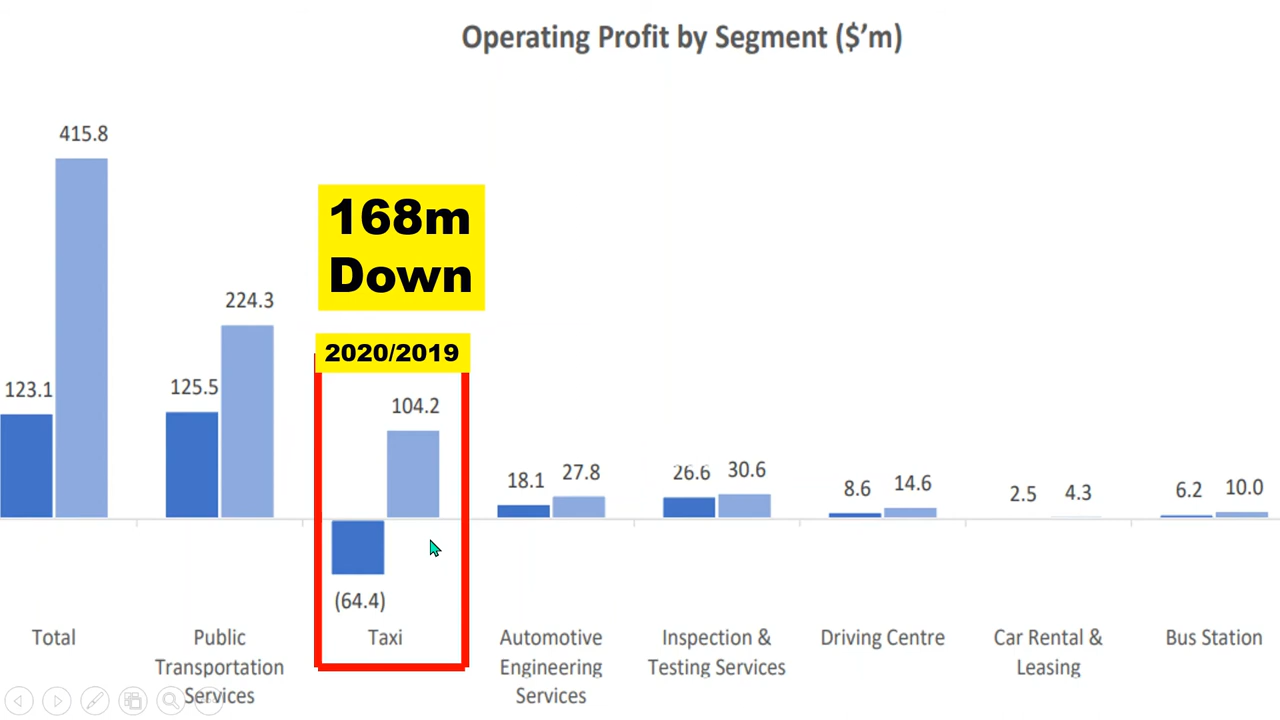 Operating Profit by Segment ($’m)
415.8
168m
Down
224.3
2020/2019
123.1
125.5
104.2
18.1
27.8
26.6
30.6
8.6
14.6
2.5
4.3
6.2
10.0
(64.4)
Total
Public
Transportation
Services
Taxi
Automotive
Engineering
Services
Inspection &
Testing Services
Driving Centre
Car Rental &
Leasing
Bus Station